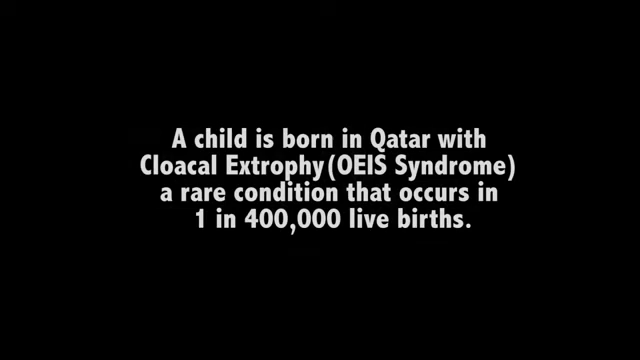 A child is born in Qatar with
Cloacal Extrophy(OEIS Syndrome)
a rare condition that occurs in
1 in 400,000 live births.